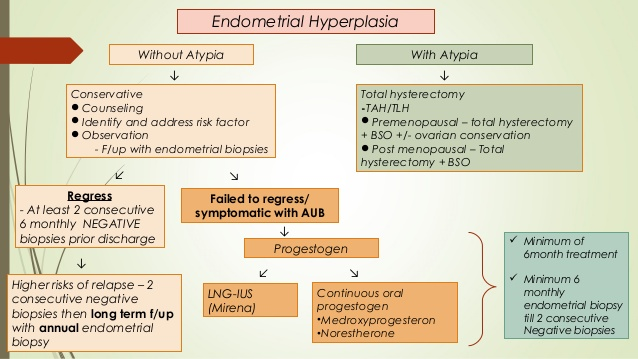 Endometrial Hyperplasia
Without Atypia
With Atypia
Conservative
● Counseling
● Identify and address risk factor
● Observation
- F/up with endometrial biopsies
Total hysterectomy
-TAH/TLH
● Premenopausal – total hysterectomy
+ BSO +/- ovarian conservation
● Post menopausal – Total
hysterectomy + BSO
Regress
- At least 2 consecutive
6 monthly NEGATIVE
biopsies prior discharge
Failed to regress/
symptomatic with AUB
Progestogen
Higher risks of relapse – 2
consecutive negative
biopsies then long term f/up
with annual endometrial
biopsy
LNG-IUS
(Mirena)
Continuous oral
progestogen
•Medroxyprogesteron
•Norestherone
✓ Minimum of
6month treatment
✓ Minimum 6
monthly
endometrial biopsy
till 2 consecutive
Negative biopsies